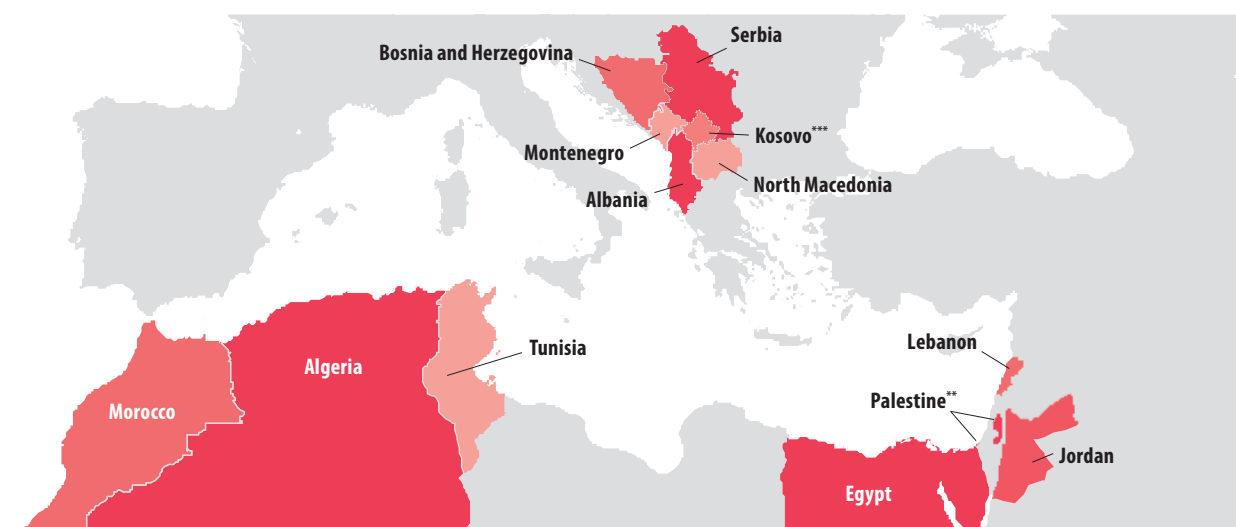 Serbia
Bosnia and Herzegovina
Kosovo***
Montenegro
North Macedonia
Albania
Lebanon
Tunisia
Algeria
Palestine**
Morocco
Jordan
Egypt